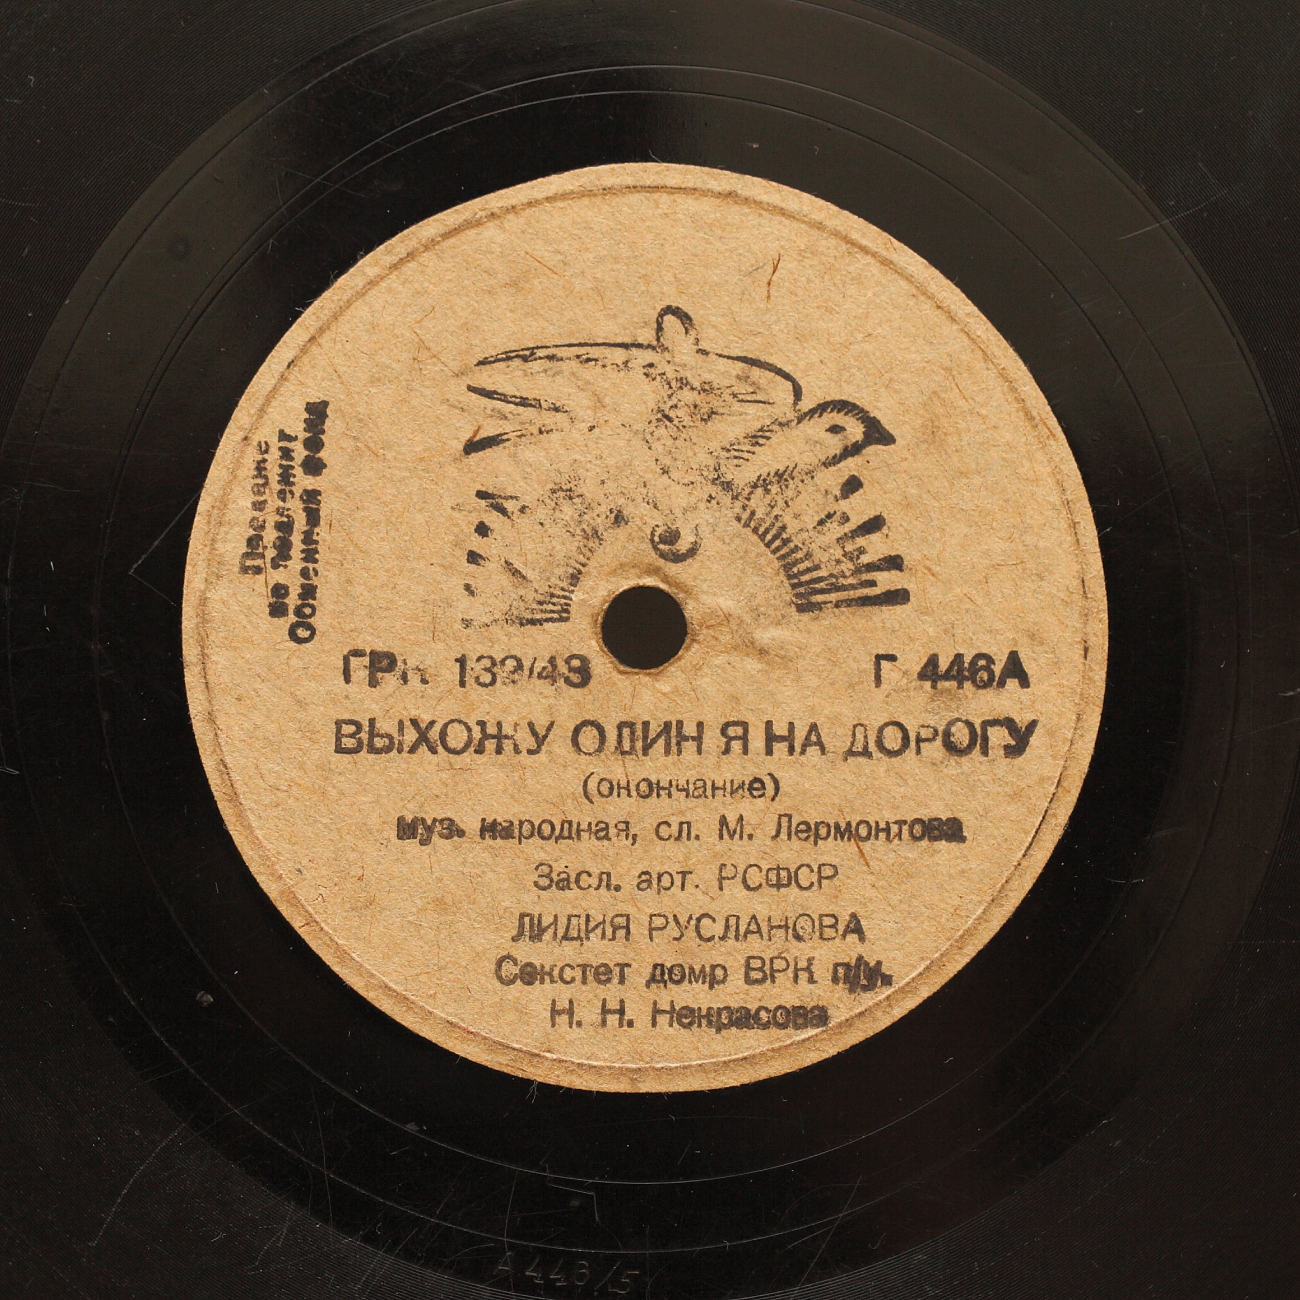 Продаже
не подлежит
Обменный фонд
ГРК 139/43 Г 446А
ВЫХОЖУ ОДИН Я НА ДОРОГУ
(окончание)
муз. народная, сл. М. Лермонтова
Засл. арт. РСФСР
ЛИДИЯ РУСЛАНОВА
Секстет домр ВРК п/у.
Н. Н. Некрасова